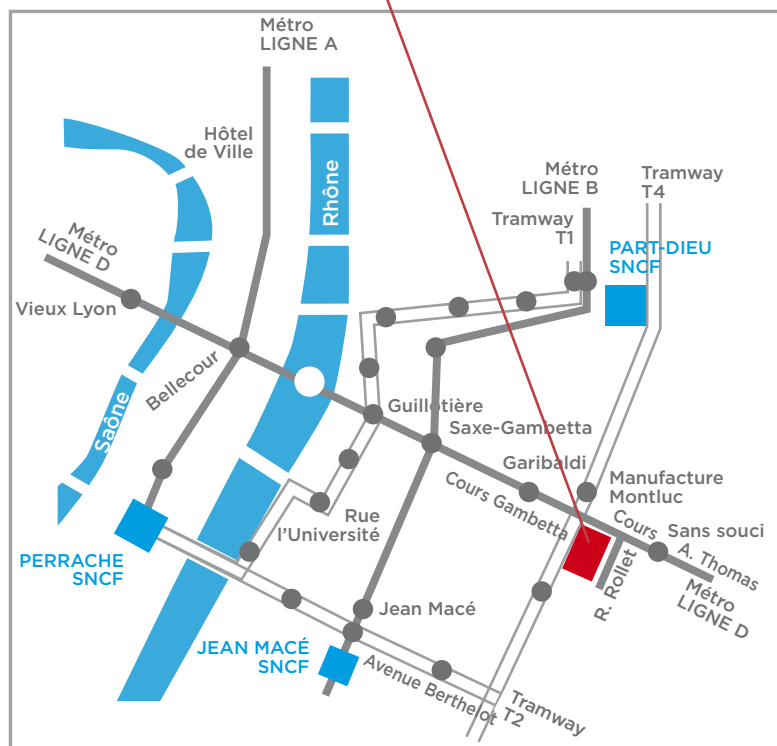 Métro
LIGNE A
Hôtel
de Ville
Rhône
Métro
LIGNE B
Tramway
T4
Tramway
T1
PART-DIEU
SNCF
Métro
LIGNE D
Vieux Lyon
Bellecour
Saône
Guillotière
Saxe-Gambetta
Garibaldi
Cours Gambetta
Manufacture
Montluc
Rue
l'Université
Cours
A. Thomas
Sans souci
R. Rollet
Métro
LIGNE D
PERRACHE
SNCF
Jean Macé
JEAN MACÉ
SNCF
Avenue Berthelot
Tramway
T2